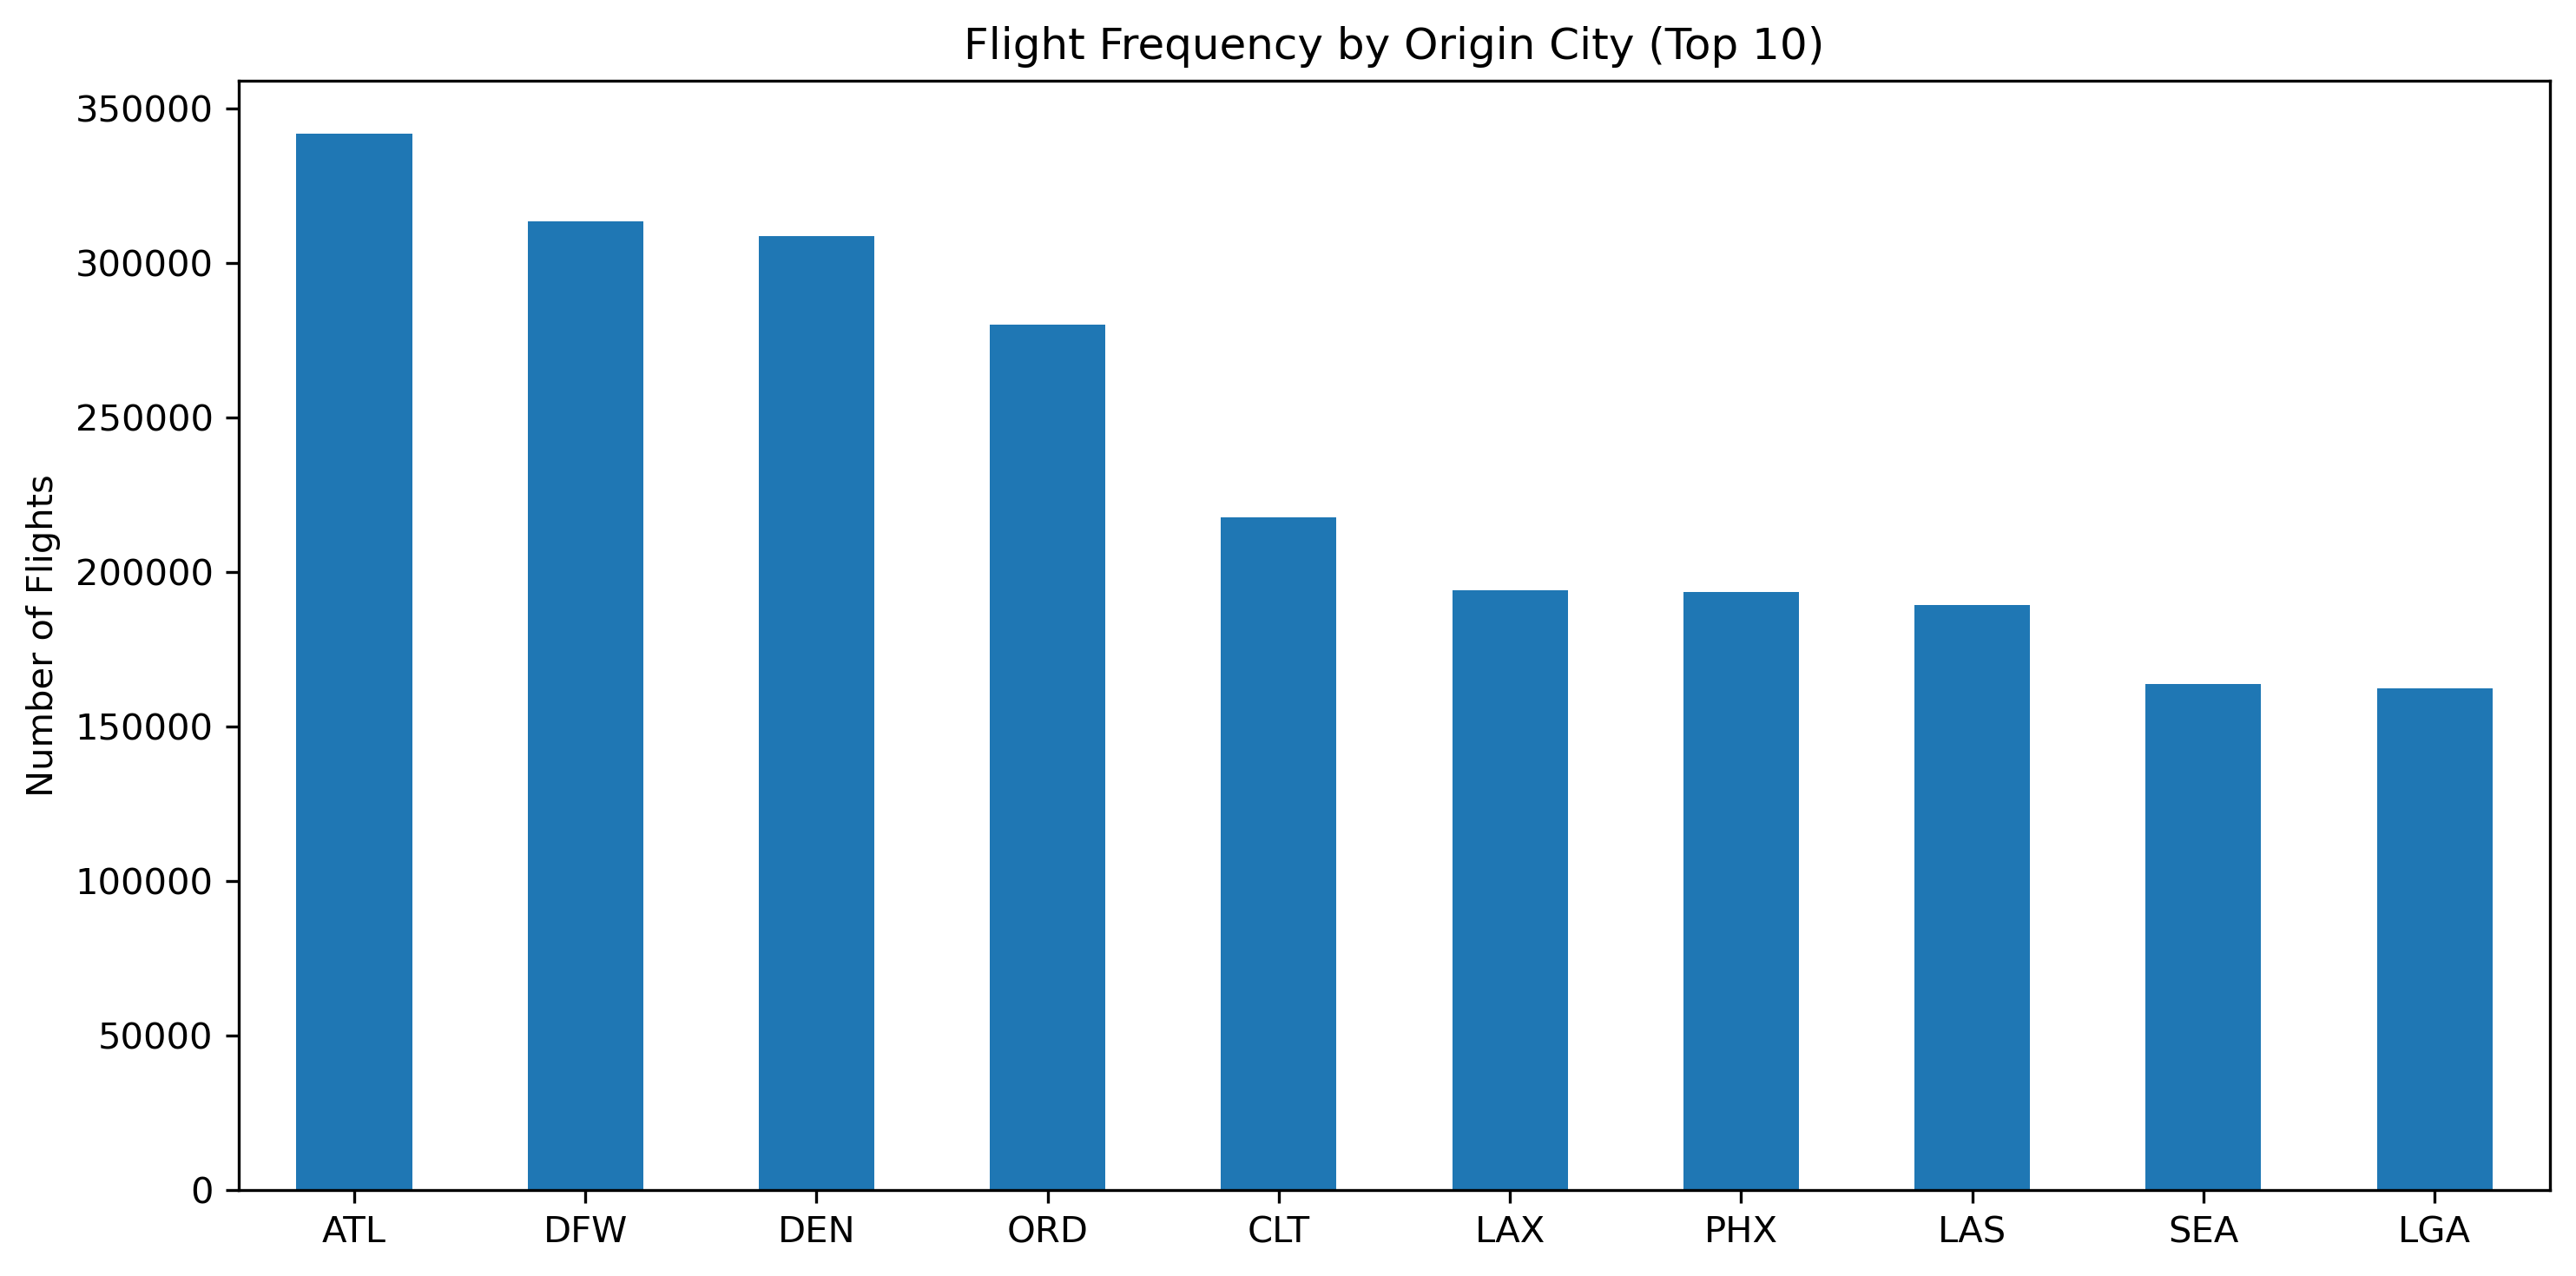 Flight Frequency by Origin City (Top 10)
Number of Flights
350000
300000
250000
200000
150000
100000
50000
0
ATL DFW DEN ORD CLT LAX PHX LAS SEA LGA